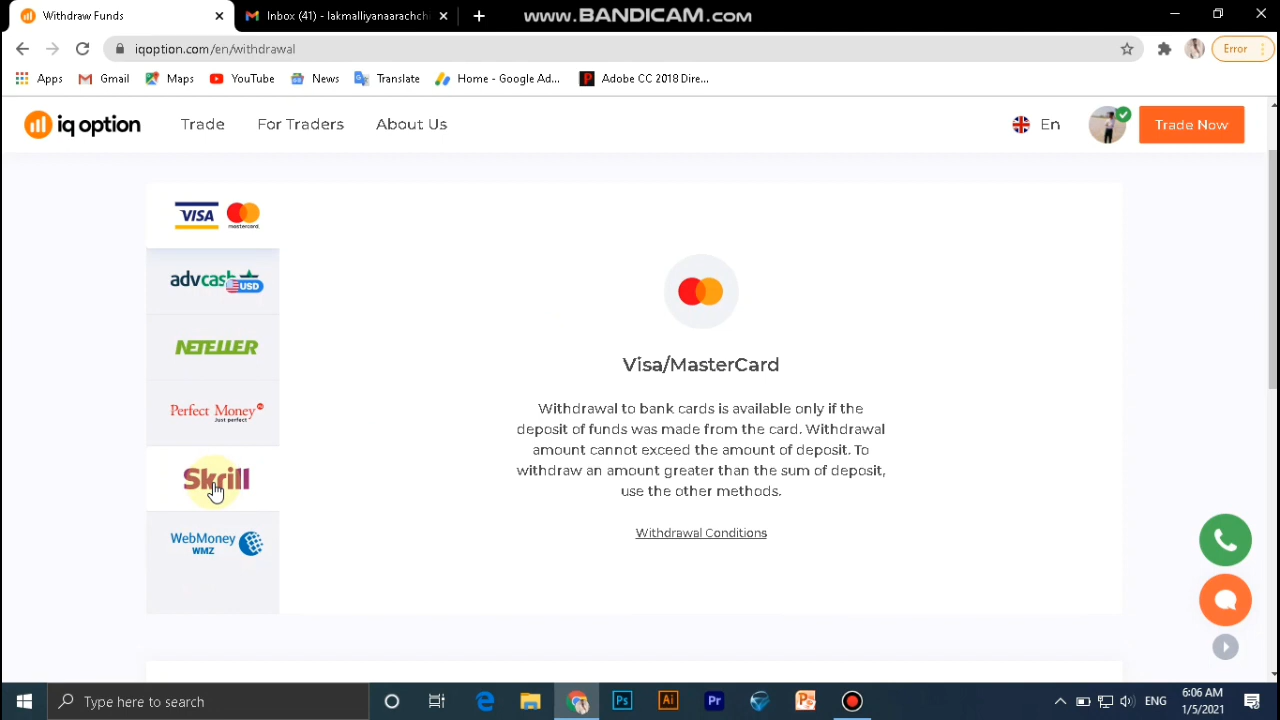 Withdraw Funds
Inbox (41) - lakmalliyanaarachchi
www.BANDICAM.com
iqoption.com/en/withdrawal
Error
Apps
Gmail
Maps
YouTube
News
Translate
Home - Google Ad...
Adobe CC 2018 Dire...
iq option
Trade
For Traders
About Us
En
Trade Now
VISA
mastercard
advcash
USD
NETELLER
Perfect Money
Just perfect
Skrill
WebMoney
WMZ
Visa/MasterCard
Withdrawal to bank cards is available only if the
deposit of funds was made from the card. Withdrawal
amount cannot exceed the amount of deposit. To
withdraw an amount greater than the sum of deposit,
use the other methods.
Withdrawal Conditions
Type here to search
Ps
Ai
Pr
ENG
6:06 AM
1/5/2021